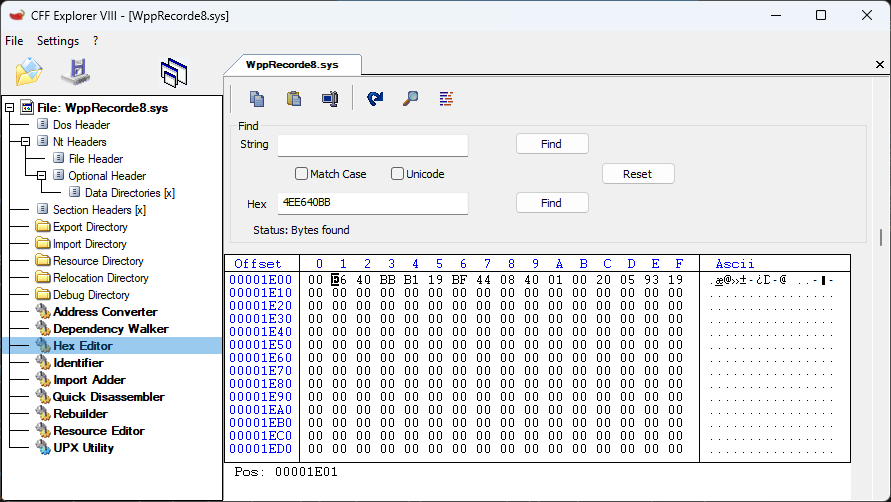 CFF Explorer VIII - [WppRecorde8.sys]
File Settings ?
WppRecorde8.sys
File: WppRecorde8.sys
Dos Header
Nt Headers
File Header
Optional Header
Data Directories [x]
Section Headers [x]
Export Directory
Import Directory
Resource Directory
Relocation Directory
Debug Directory
Address Converter
Dependency Walker
Hex Editor
Identifier
Import Adder
Quick Disassembler
Rebuilder
Resource Editor
UPX Utility
Find
String Find
Match Case Unicode Reset
Hex 4EE640BB Find
Status: Bytes found
Offset 0 1 2 3 4 5 6 7 8 9 A B C D E F Ascii
00001E00 00 E6 40 BB B1 19 BF 44 08 40 01 00 20 05 93 19
00001E10 00 00 00 00 00 00 00 00 00 00 00 00 00 00 00 00 ................
00001E20 00 00 00 00 00 00 00 00 00 00 00 00 00 00 00 00 ................
00001E30 00 00 00 00 00 00 00 00 00 00 00 00 00 00 00 00 ................
00001E40 00 00 00 00 00 00 00 00 00 00 00 00 00 00 00 00 ................
00001E50 00 00 00 00 00 00 00 00 00 00 00 00 00 00 00 00 ................
00001E60 00 00 00 00 00 00 00 00 00 00 00 00 00 00 00 00 ................
00001E70 00 00 00 00 00 00 00 00 00 00 00 00 00 00 00 00 ................
00001E80 00 00 00 00 00 00 00 00 00 00 00 00 00 00 00 00 ................
00001E90 00 00 00 00 00 00 00 00 00 00 00 00 00 00 00 00 ................
00001EA0 00 00 00 00 00 00 00 00 00 00 00 00 00 00 00 00 ................
00001EB0 00 00 00 00 00 00 00 00 00 00 00 00 00 00 00 00 ................
00001EC0 00 00 00 00 00 00 00 00 00 00 00 00 00 00 00 00 ................
00001ED0 00 00 00 00 00 00 00 00 00 00 00 00 00 00 00 00 ................
Pos: 00001E01